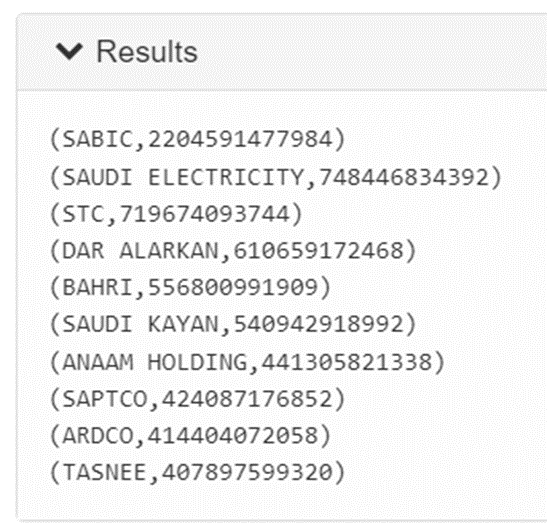 Results
(SABIC,2204591477984)
(SAUDI ELECTRICITY,748446834392)
(STC,719674093744)
(DAR ALARKAN,610659172468)
(BAHRI,556800991909)
(SAUDI KAYAN,540942918992)
(ANAAM HOLDING,441305821338)
(SAPTCO,424087176852)
(ARDCO,414404072058)
(TASNEE,407897599320)